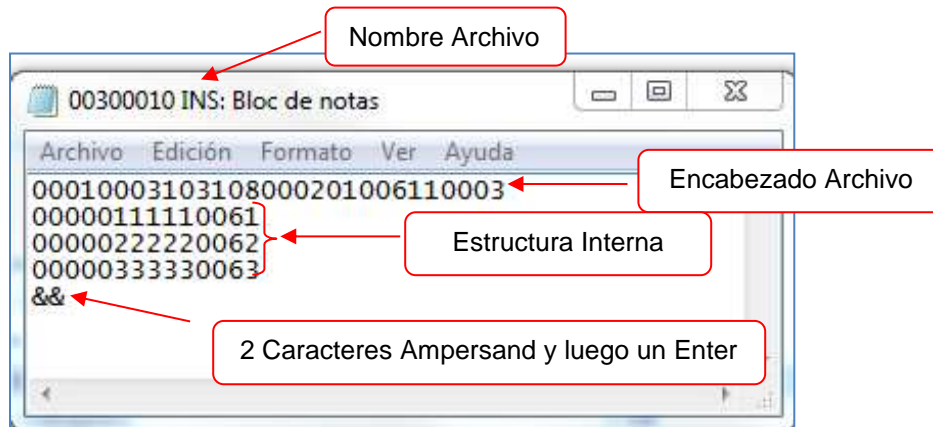 Nombre Archivo
00300010 INS: Bloc de notas
Archivo Edición Formato Ver Ayuda
00010003103108000201006110003
Encabezado Archivo
00000111110061
00000222220062
Estructura Interna
00000333330063
&&
2 Caracteres Ampersand y luego un Enter